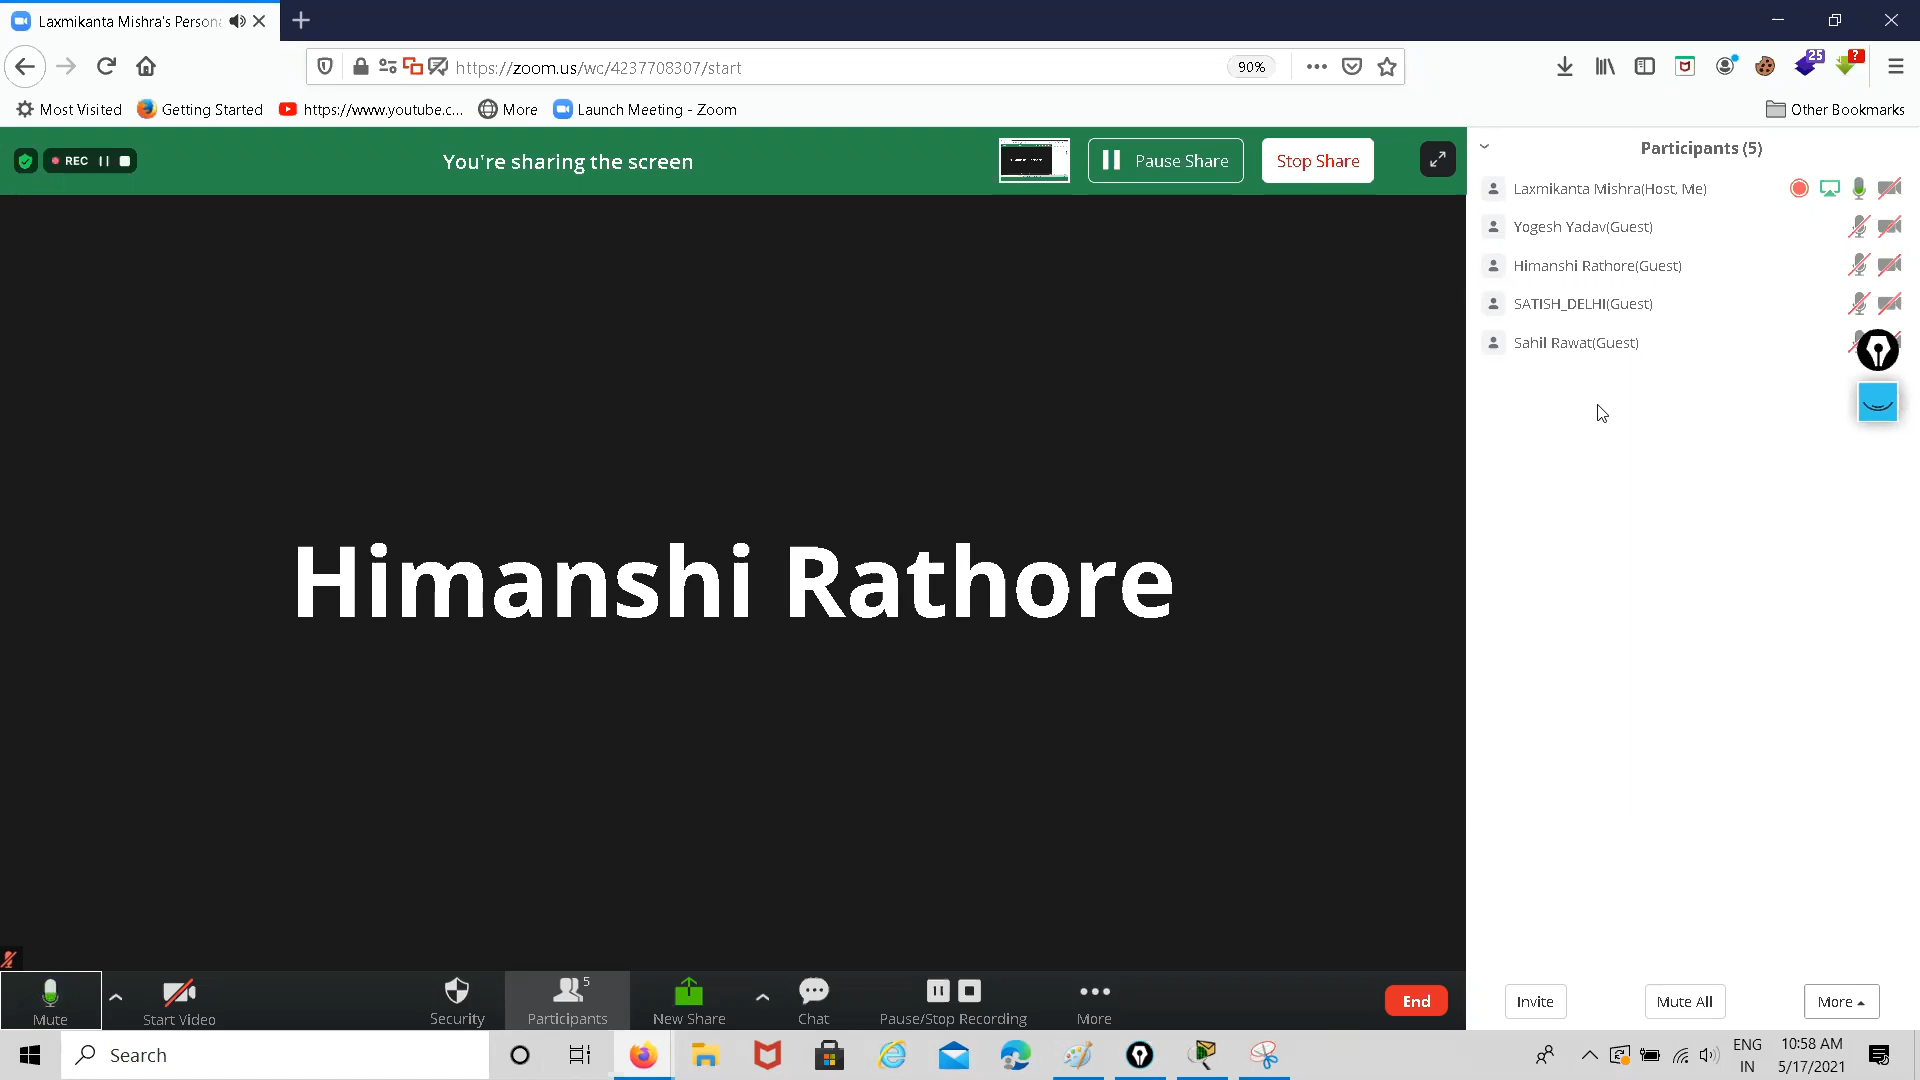 Laxmikanta Mishra's Person
https://zoom.us/wc/4237708307/start
90%
25
?
Most Visited
Getting Started
https://www.youtube.c...
More
Launch Meeting - Zoom
Other Bookmarks
REC
You're sharing the screen
Pause Share
Stop Share
Participants (5)
Laxmikanta Mishra(Host, Me)
Yogesh Yadav(Guest)
Himanshi Rathore(Guest)
SATISH_DELHI(Guest)
Sahil Rawat(Guest)
Himanshi Rathore
Mute
Start Video
Security
5
Participants
New Share
Chat
Pause/Stop Recording
More
End
Invite
Mute All
More
Search
ENG
IN
10:58 AM
5/17/2021